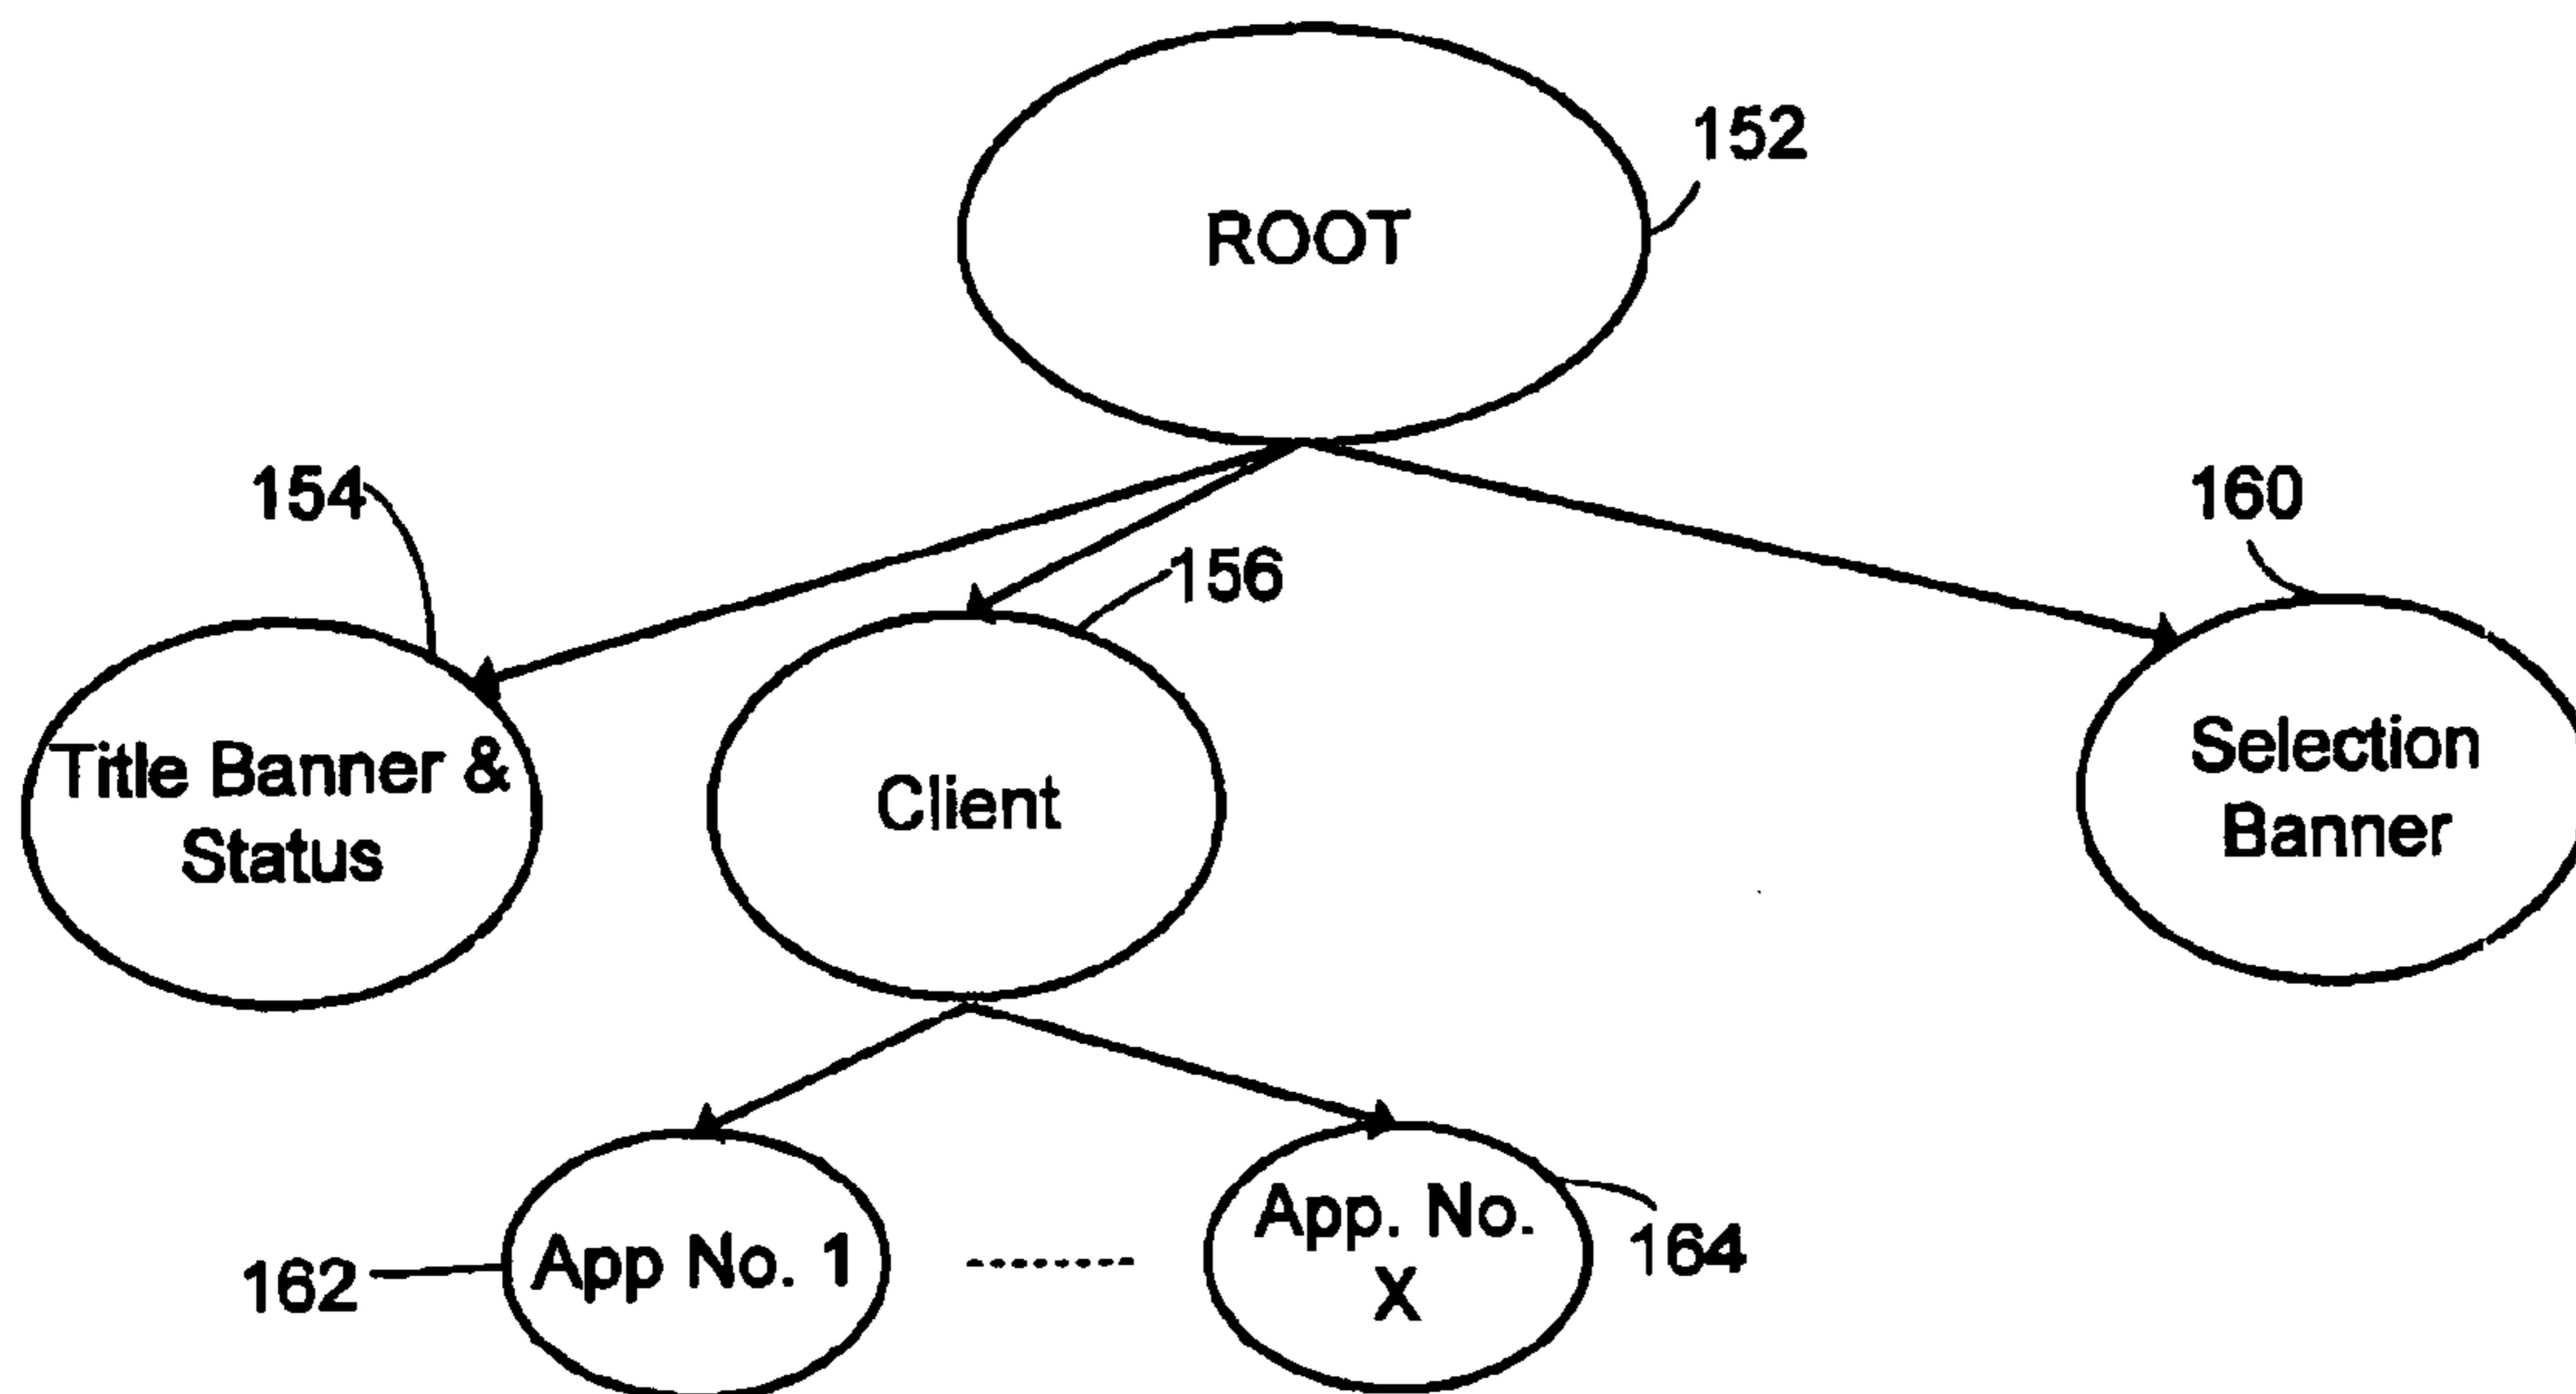 ROOT
152
154
156
160
Title Banner &
Status
Client
Selection
Banner
162
App No. 1
App. No.
X
164